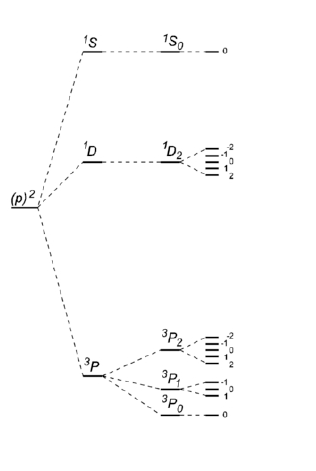 ¹S ¹S₀ 0
-2
¹D ¹D₂ -1
0
1
2
(p)²
-2
³P₂ -1
0
1
2
³P ³P₁ -1
0
1
³P₀ 0